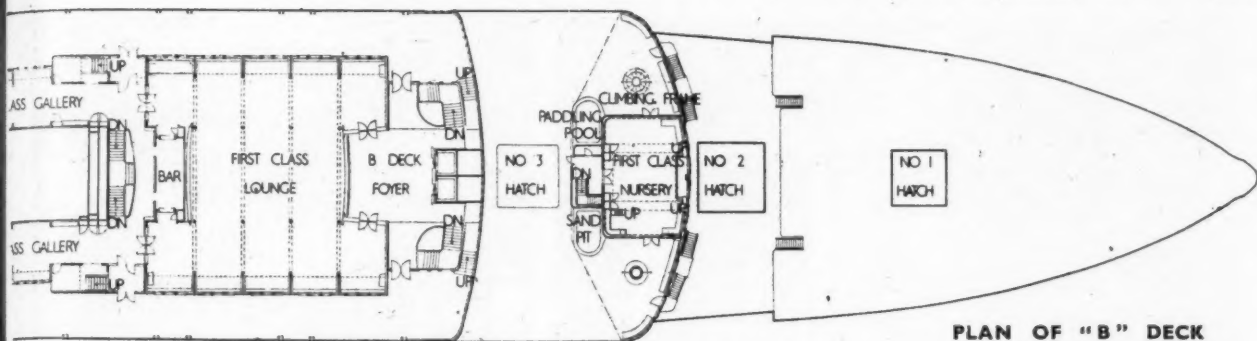 UP
ASS GALLERY
DN
DN
ASS GALLERY
UP
BAR
FIRST CLASS
LOUNGE
UP
DN
B DECK
FOYER
DN
UP
NO 3
HATCH
CLIMBING FRAME
PADDLING
POOL
UP
FIRST CLASS
DN
NURSERY
UP
UP
SAND
PIT
NO 2
HATCH
NO 1
HATCH
PLAN OF "B" DECK